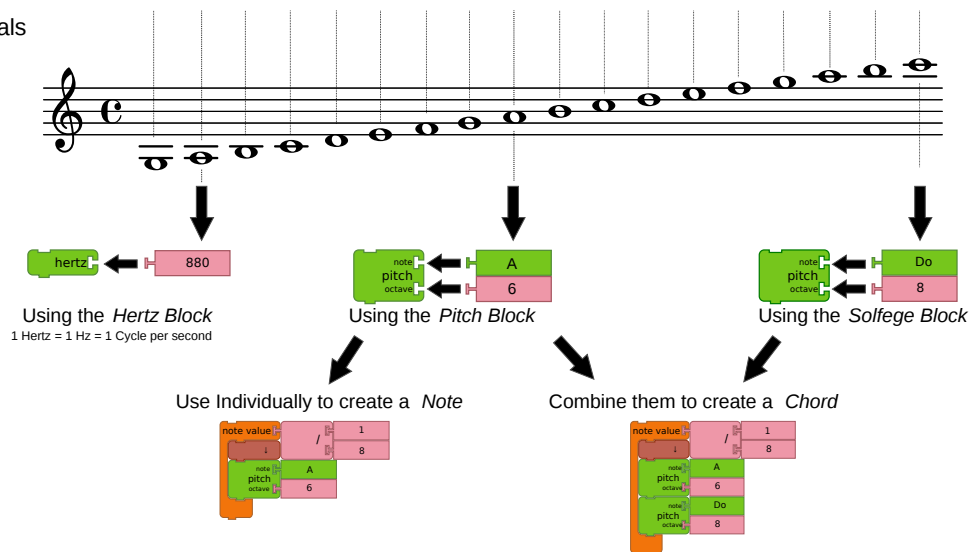 als
hertz
880
note
pitch
octave
A
6
note
pitch
octave
Do
8
Using the Hertz Block
1 Hertz = 1 Hz = 1 Cycle per second
Using the Pitch Block
Using the Solfege Block
Use Individually to create a Note
Combine them to create a Chord
note value
1
/
8
↓
note
pitch
octave
A
6
note value
1
/
8
↓
note
pitch
octave
A
6
note
pitch
octave
Do
8